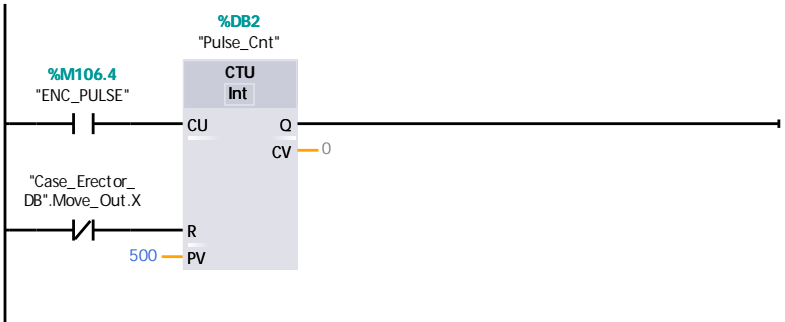 %DB2
"Pulse_Cnt"
%M106.4
"ENC_PULSE"
CTU
Int
CU
Q
CV
0
"Case_Erector_
DB".Move_Out.X
R
500
PV